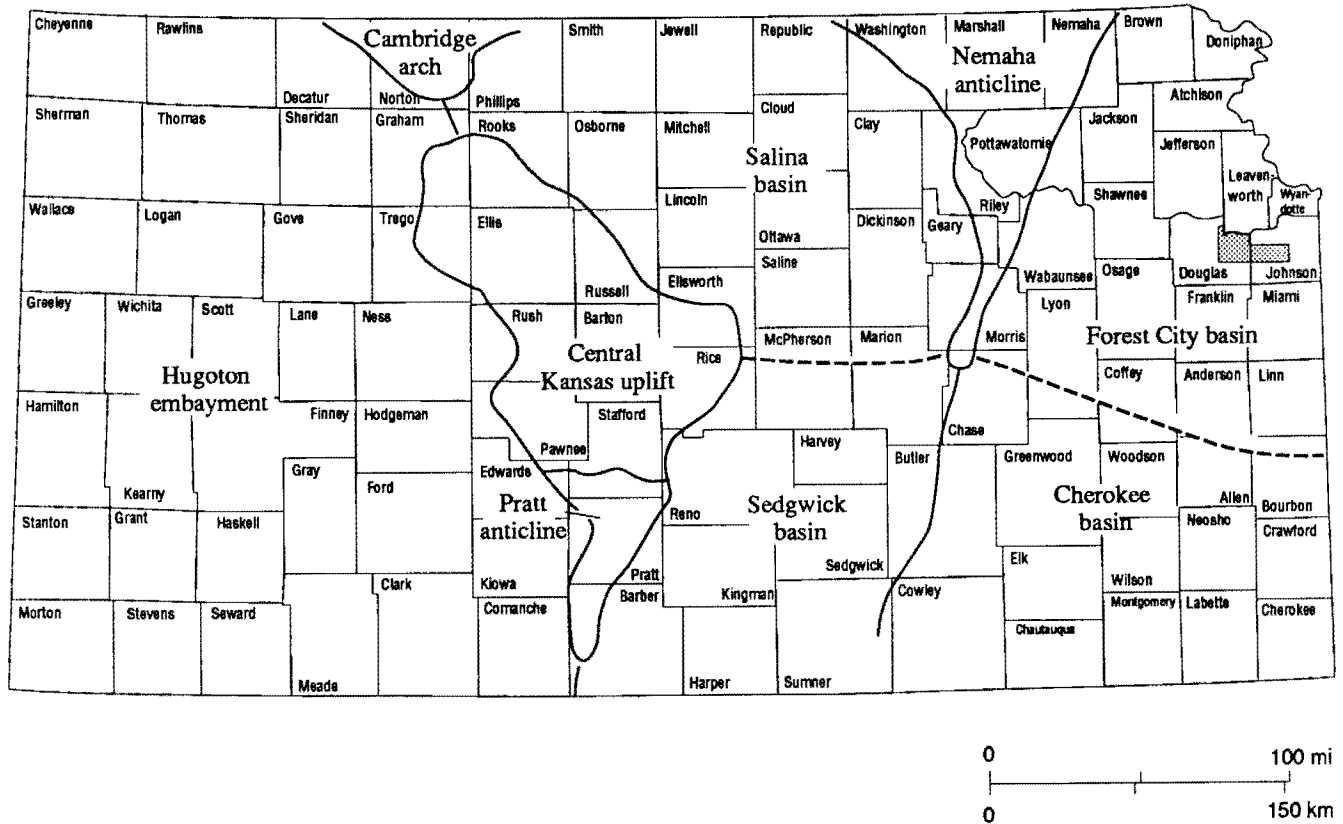 Cheyenne
Rawlins
Decatur
Norton
Cambridge
arch
Phillips
Smith
Jewell
Republic
Washington
Marshall
Nemaha
Nemaha
anticline
Brown
Doniphan
Sherman
Thomas
Sheridan
Graham
Rooks
Osborne
Mitchell
Cloud
Clay
Pottawatomie
Jackson
Atchison
Jefferson
Leaven-
worth
Wyan-
dotte
Salina
basin
Wallace
Logan
Gove
Trego
Ellis
Russell
Lincoln
Ottawa
Dickinson
Geary
Riley
Shawnee
Wabaunsee
Osage
Douglas
Johnson
Ellsworth
Saline
Greeley
Wichita
Scott
Lane
Ness
Rush
Barton
Rice
McPherson
Marion
Morris
Lyon
Franklin
Miami
Forest City basin
Central
Kansas uplift
Hugoton
embayment
Hamilton
Finney
Hodgeman
Pawnee
Stafford
Chase
Coffey
Anderson
Linn
Kearny
Gray
Ford
Edwards
Pratt
anticline
Reno
Harvey
Sedgwick
basin
Sedgwick
Butler
Greenwood
Woodson
Allen
Bourbon
Cherokee
basin
Stanton
Grant
Haskell
Kiowa
Pratt
Kingman
Elk
Wilson
Neosho
Crawford
Morton
Stevens
Seward
Meade
Clark
Comanche
Barber
Harper
Sumner
Cowley
Chautauqua
Montgomery
Labette
Cherokee
0 100 mi
0 150 km